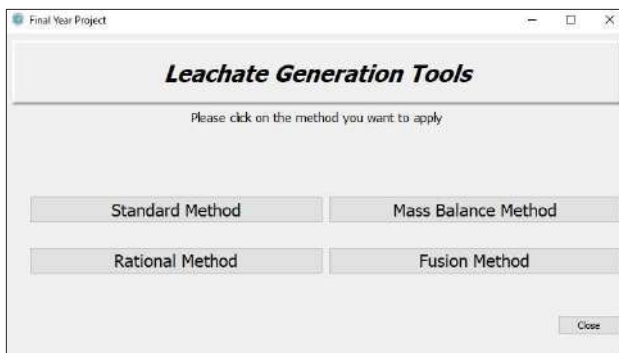 Final Year Project
Leachate Generation Tools
Please click on the method you want to apply
Standard Method
Mass Balance Method
Rational Method
Fusion Method
Close